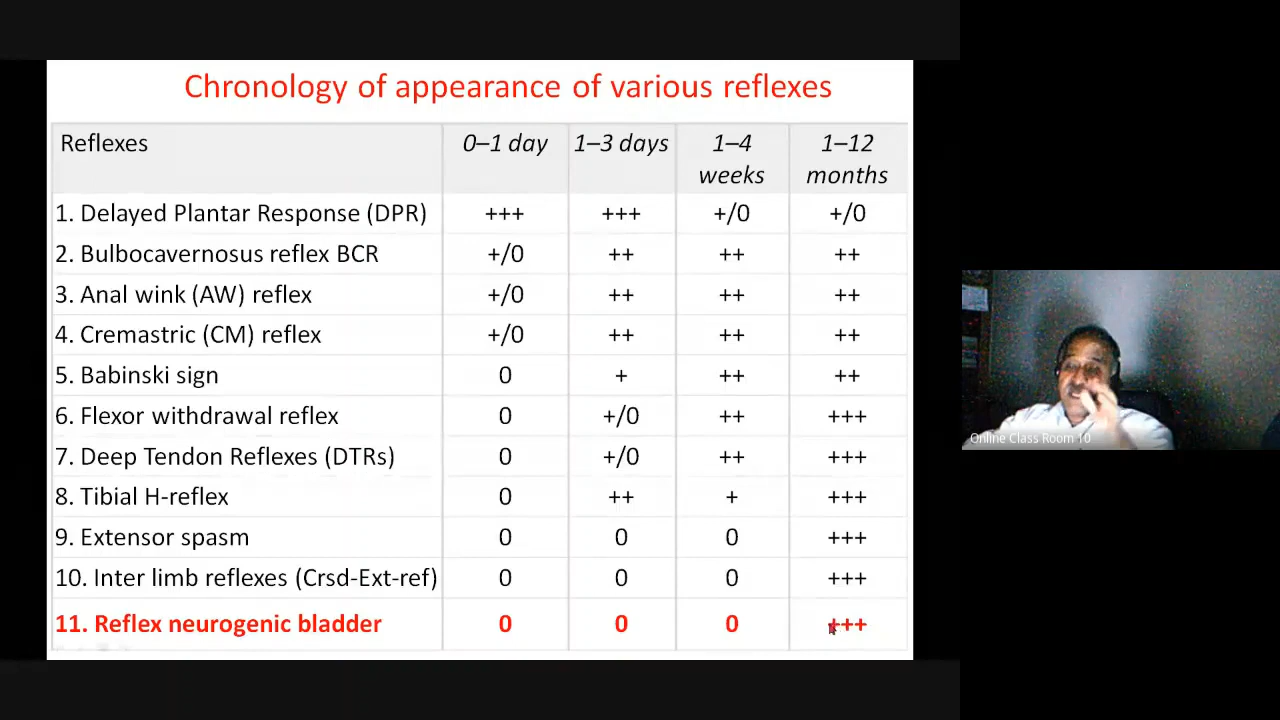 Chronology of appearance of various reflexes
Reflexes 0–1 day 1–3 days 1–4 weeks 1–12 months
1. Delayed Plantar Response (DPR) +++ +++ +/0 +/0
2. Bulbocavernosus reflex BCR +/0 ++ ++ ++
3. Anal wink (AW) reflex +/0 ++ ++ ++
4. Cremastric (CM) reflex +/0 ++ ++ ++
5. Babinski sign 0 + ++ ++
6. Flexor withdrawal reflex 0 +/0 ++ +++
7. Deep Tendon Reflexes (DTRs) 0 +/0 ++ +++
8. Tibial H-reflex 0 ++ + +++
9. Extensor spasm 0 0 0 +++
10. Inter limb reflexes (Crsd-Ext-ref) 0 0 0 +++
11. Reflex neurogenic bladder 0 0 0 +++
Online Class Room 10